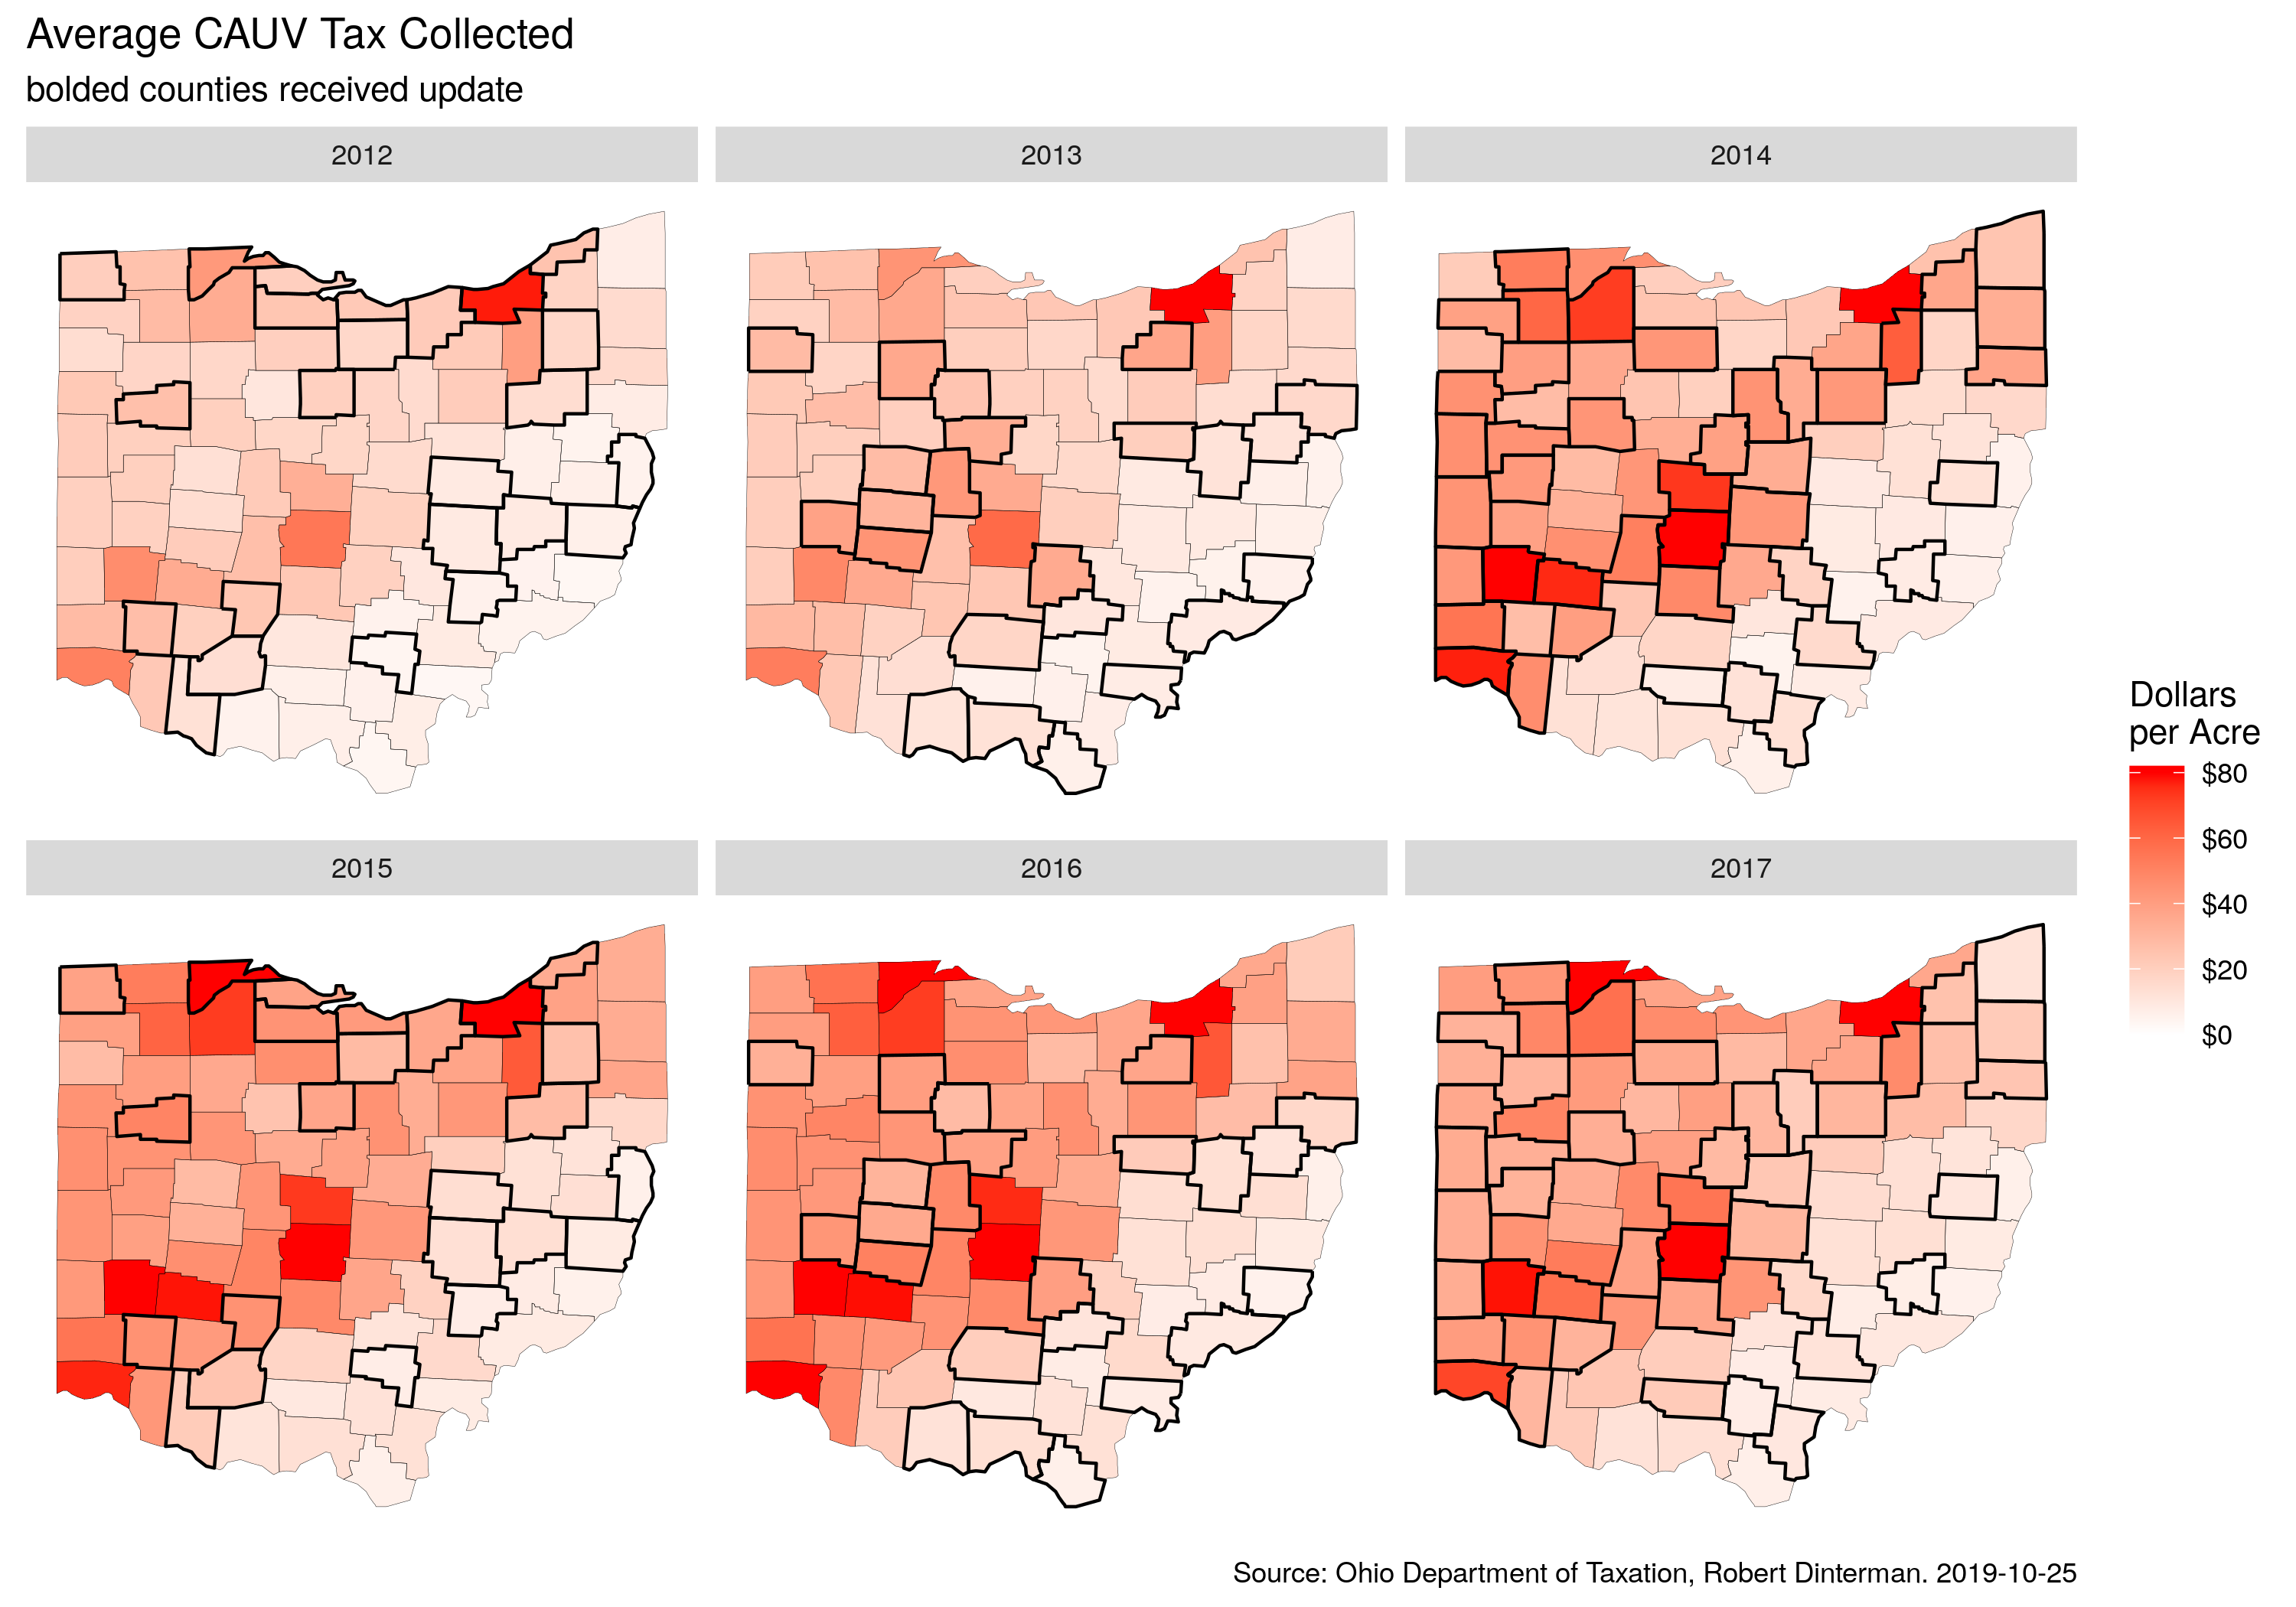 Average CAUV Tax Collected
bolded counties received update
2012
2013
2014
2015
2016
2017
Dollars
per Acre
$80
$60
$40
$20
$0
Source: Ohio Department of Taxation, Robert Dinterman. 2019-10-25